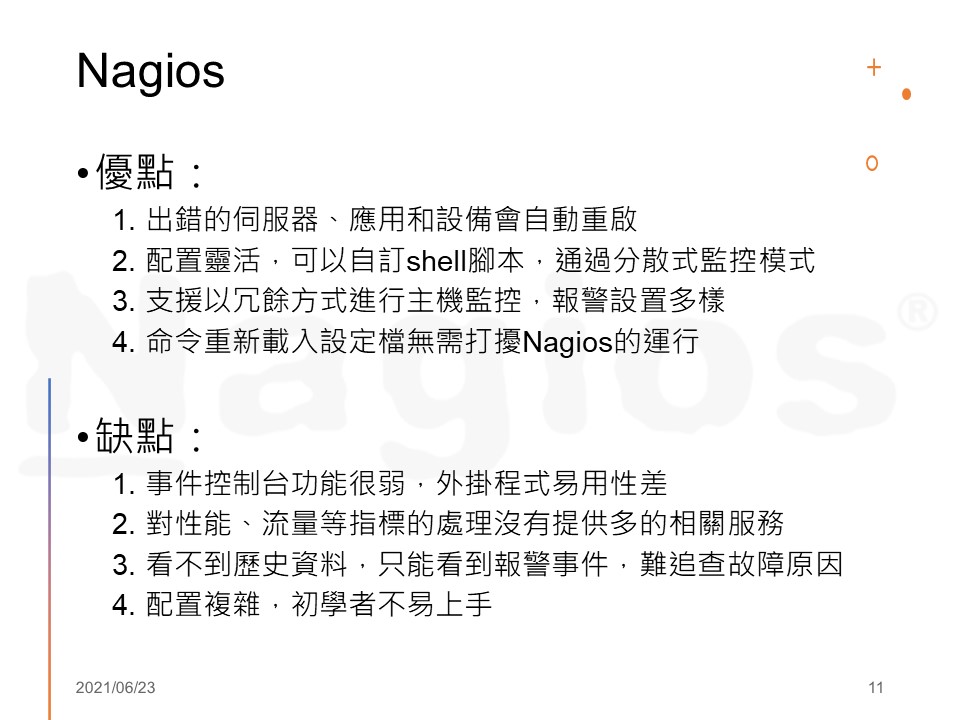 Nagios
•優點：
1. 出錯的伺服器、應用和設備會自動重啟
2. 配置靈活，可以自訂shell腳本，通過分散式監控模式
3. 支援以冗餘方式進行主機監控，報警設置多樣
4. 命令重新載入設定檔無需打擾Nagios的運行
Nagios®
•缺點：
1. 事件控制台功能很弱，外掛程式易用性差
2. 對性能、流量等指標的處理沒有提供多的相關服務
3. 看不到歷史資料，只能看到報警事件，難追查故障原因
4. 配置複雜，初學者不易上手
2021/06/23
11